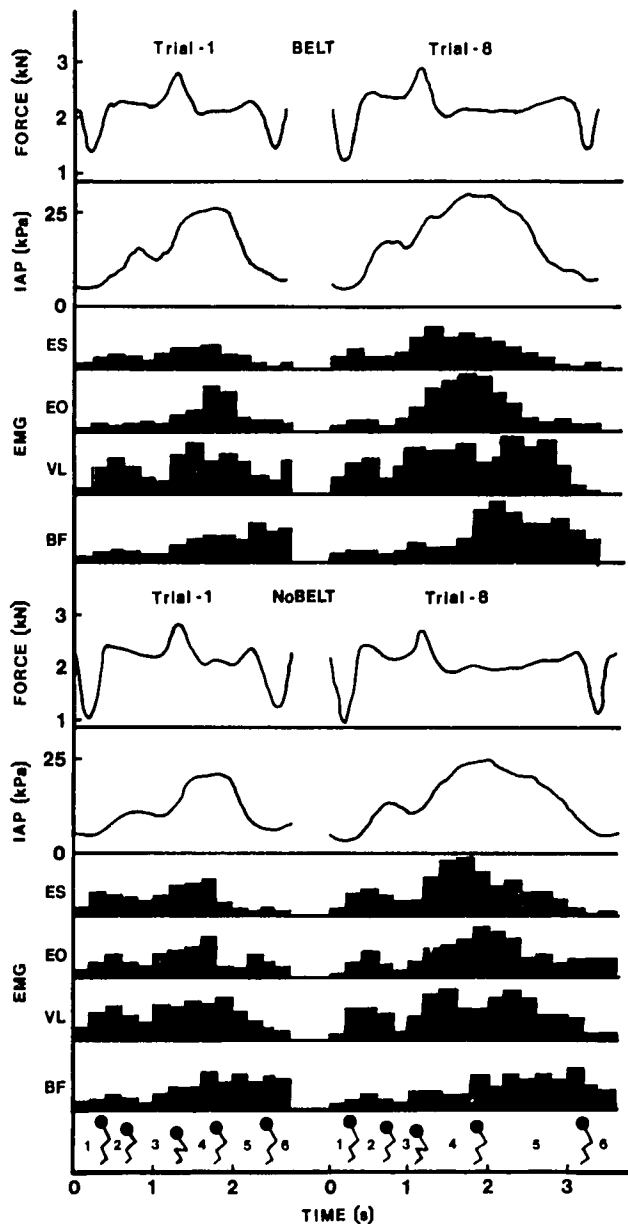 Trial-1 BELT Trial-8
FORCE (kN)
3
2
1
IAP (kPa)
25
0
EMG
ES
EO
VL
BF
Trial-1 NoBELT Trial-8
FORCE (kN)
3
2
1
IAP (kPa)
25
0
EMG
ES
EO
VL
BF
1 2 3 4 5 6 1 2 3 4 5 6
0 1 2 0 1 2 3
TIME (s)